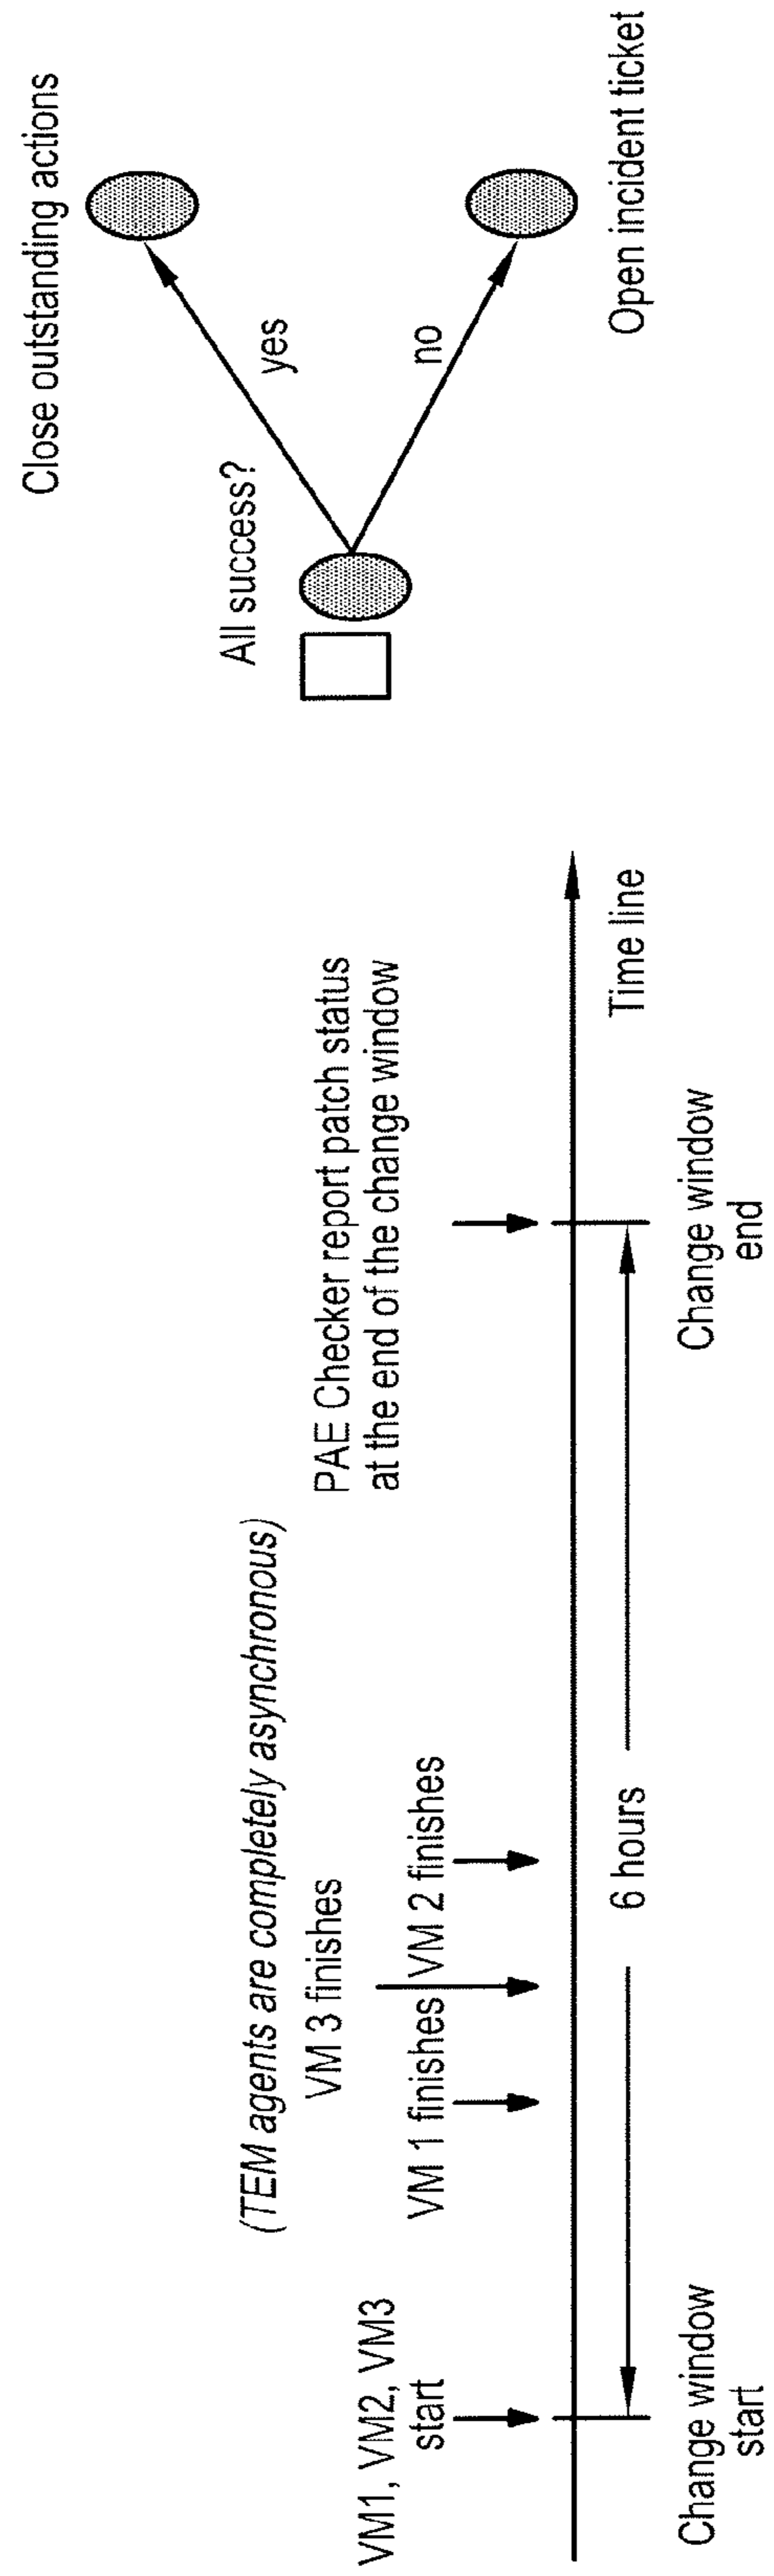 VM1, VM2, VM3
start
(TEM agents are completely asynchronous)
VM 3 finishes
VM 1 finishes
VM 2 finishes
PAE Checker report patch status
at the end of the change window
Time line
6 hours
Change window
start
Change window
end
All success?
yes
no
Close outstanding actions
Open incident ticket